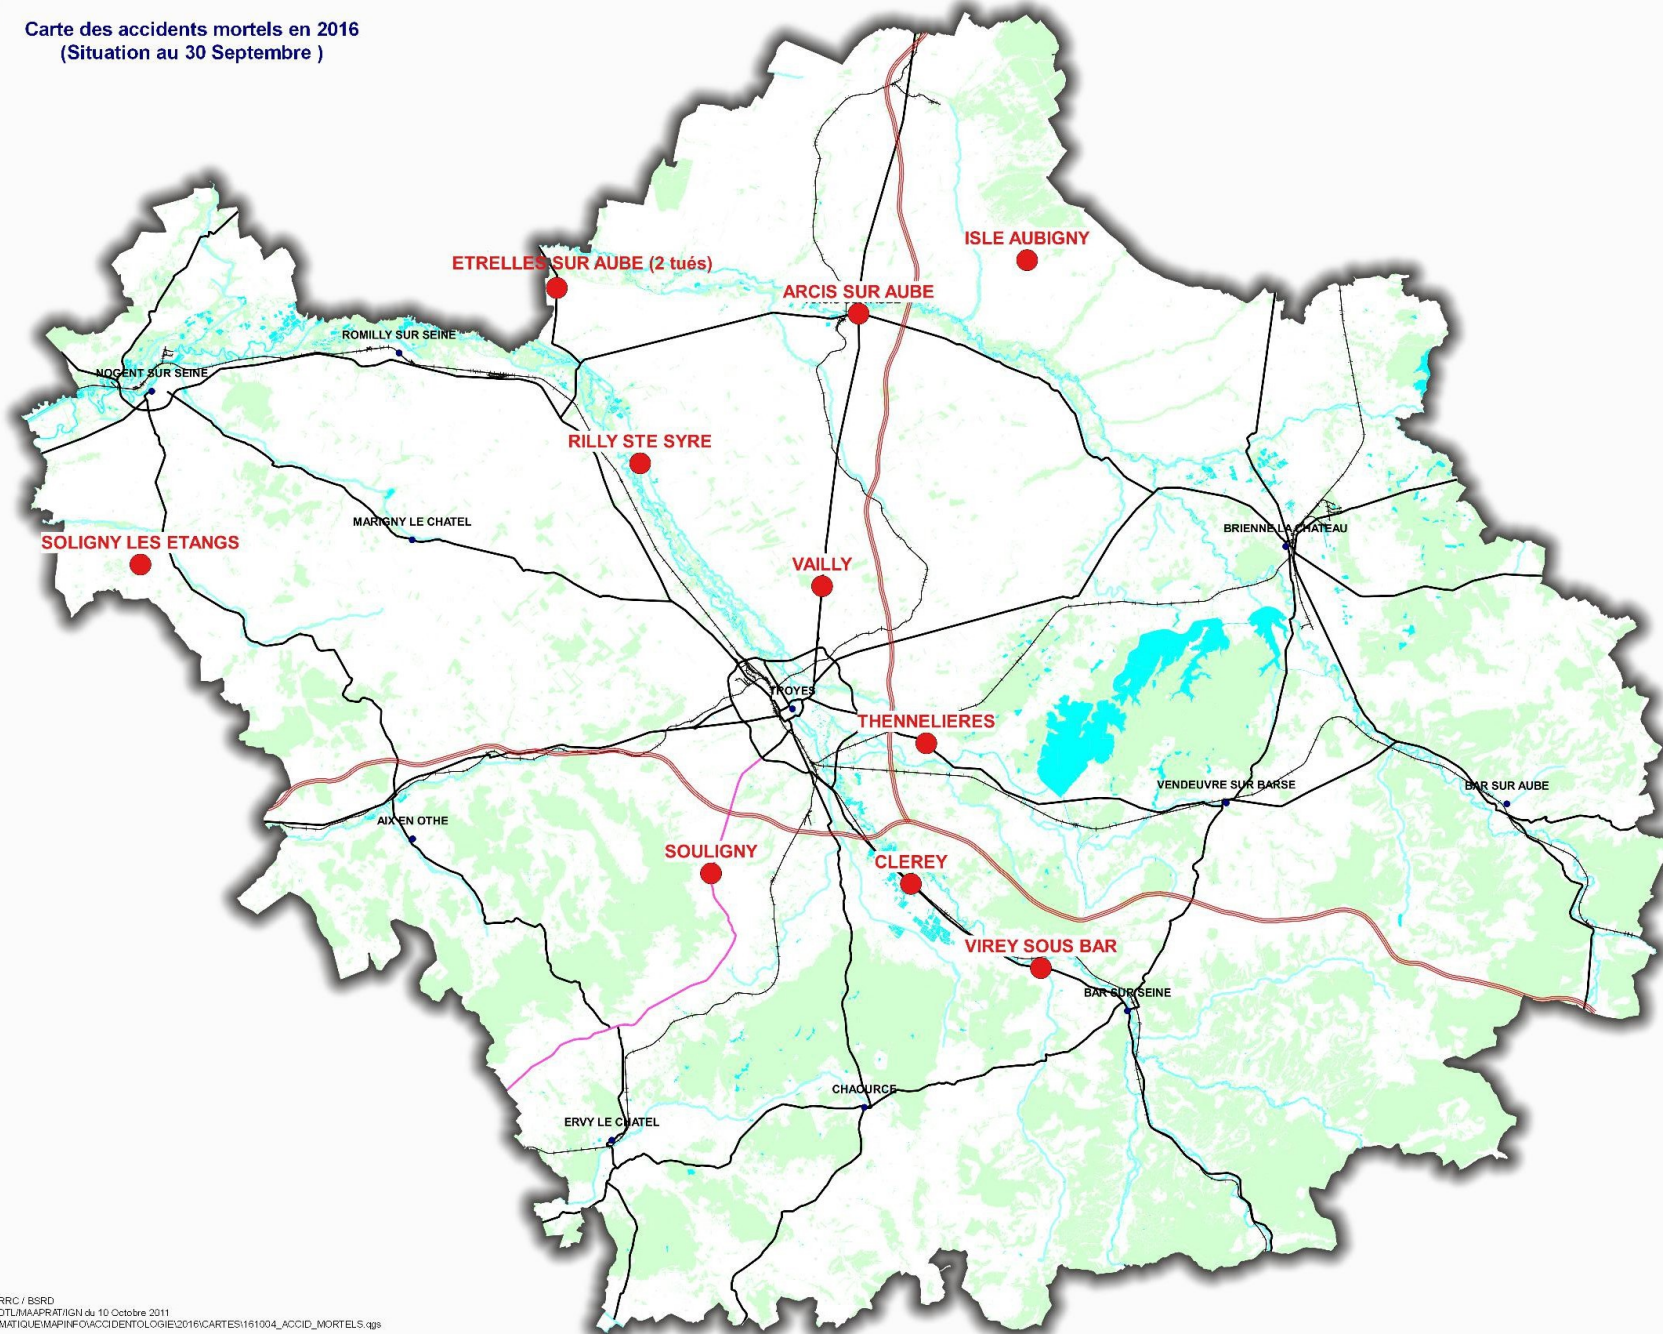 Carte des accidents mortels en 2016
(Situation au 30 Septembre )
ISLE AUBIGNY
ETRELLES SUR AUBE (2 tués)
ARCIS SUR AUBE
ROMILLY SUR SEINE
NOGENT SUR SEINE
RILLY STE SYRE
MARIGNY LE CHATEL
BRIENNE LA CHATEAU
SOLIGNY LES ETANGS
VAILLY
TROYES
THENNELIERES
VENDEUVRE SUR BARSE
BAR SUR AUBE
AIX EN OTHE
SOULIGNY
CLEREY
VIREY SOUS BAR
BAR SUR SEINE
CHAOURCE
ERVY LE CHATEL
RRC / BSRD
OTL/MAAPRAT/IGN du 10 Octobre 2011
MATIQUE\MAPINFO\ACCIDENTOLOGIE\2016\CARTES\161004_ACCID_MORTELS.qgs